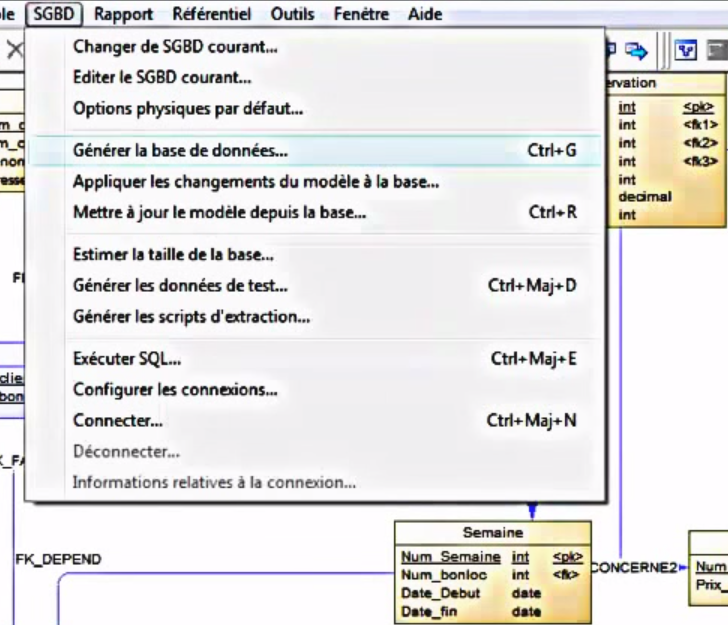 SGBD Rapport Référentiel Outils Fenêtre Aide
Changer de SGBD courant...
Editer le SGBD courant...
Options physiques par défaut...
Générer la base de données... Ctrl+G
Appliquer les changements du modèle à la base...
Mettre à jour le modèle depuis la base... Ctrl+R
Estimer la taille de la base...
Générer les données de test... Ctrl+Maj+D
Générer les scripts d'extraction...
Exécuter SQL... Ctrl+Maj+E
Configurer les connexions...
Connecter... Ctrl+Maj+N
Déconnecter...
Informations relatives à la connexion...
ervation
int <pk>
int <fk1>
int <fk2>
int <fk3>
int
decimal
int
FK_DEPEND
Semaine
Num_Semaine int <pk>
Num_bonloc int <fk>
Date_Debut date
Date_fin date
CONCERNE2
Num
Prix_